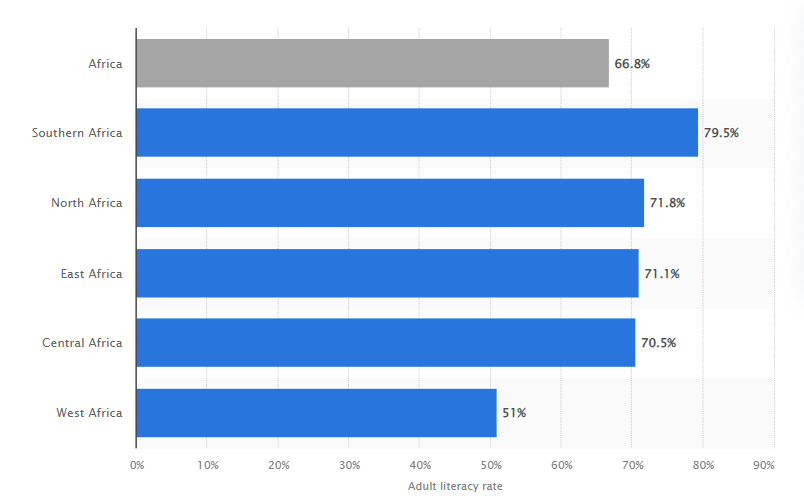 Africa 66.8%
Southern Africa 79.5%
North Africa 71.8%
East Africa 71.1%
Central Africa 70.5%
West Africa 51%
0% 10% 20% 30% 40% 50% 60% 70% 80% 90%
Adult literacy rate